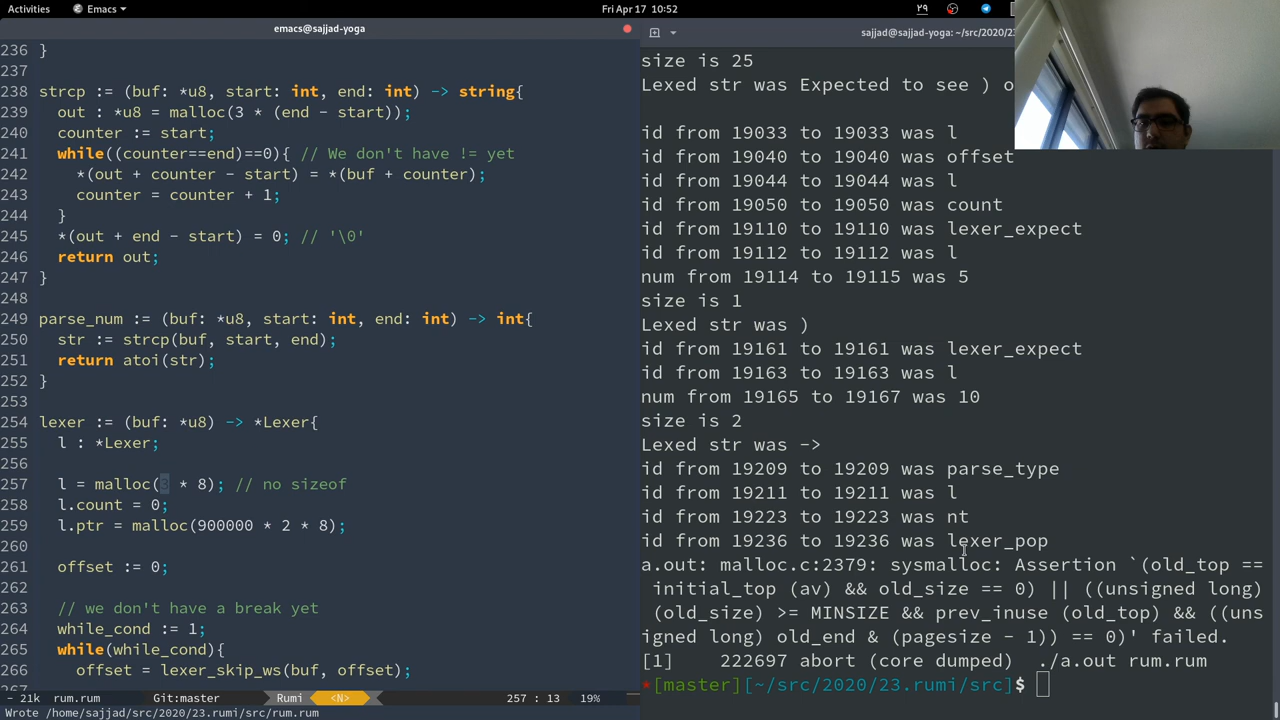 Activities
Emacs
Fri Apr 17 10:52
۲۹
emacs@sajjad-yoga
236 }
237
238 strcp := (buf: *u8, start: int, end: int) -> string{
239   out : *u8 = malloc(3 * (end - start));
240   counter := start;
241   while((counter==end)==0){ // We don't have != yet
242     *(out + counter - start) = *(buf + counter);
243     counter = counter + 1;
244   }
245   *(out + end - start) = 0; // '\0'
246   return out;
247 }
248
249 parse_num := (buf: *u8, start: int, end: int) -> int{
250   str := strcp(buf, start, end);
251   return atoi(str);
252 }
253
254 lexer := (buf: *u8) -> *Lexer{
255   l : *Lexer;
256
257   l = malloc(3 * 8); // no sizeof
258   l.count = 0;
259   l.ptr = malloc(900000 * 2 * 8);
260
261   offset := 0;
262
263   // we don't have a break yet
264   while_cond := 1;
265   while(while_cond){
266     offset = lexer_skip_ws(buf, offset);
- 21k rum.rum Git:master Rumi <N> 257 : 13 19%
Wrote /home/sajjad/src/2020/23.rumi/src/rum.rum
sajjad@sajjad-yoga: ~/src/2020/23
size is 25
Lexed str was Expected to see ) o
id from 19033 to 19033 was l
id from 19040 to 19040 was offset
id from 19044 to 19044 was l
id from 19050 to 19050 was count
id from 19110 to 19110 was lexer_expect
id from 19112 to 19112 was l
num from 19114 to 19115 was 5
size is 1
Lexed str was )
id from 19161 to 19161 was lexer_expect
id from 19163 to 19163 was l
num from 19165 to 19167 was 10
size is 2
Lexed str was ->
id from 19209 to 19209 was parse_type
id from 19211 to 19211 was l
id from 19223 to 19223 was nt
id from 19236 to 19236 was lexer_pop
a.out: malloc.c:2379: sysmalloc: Assertion `(old_top ==
 initial_top (av) && old_size == 0) || ((unsigned long)
 (old_size) >= MINSIZE && prev_inuse (old_top) && ((uns
igned long) old_end & (pagesize - 1)) == 0)' failed.
[1]    222697 abort (core dumped)  ./a.out rum.rum
*[master][~/src/2020/23.rumi/src]$